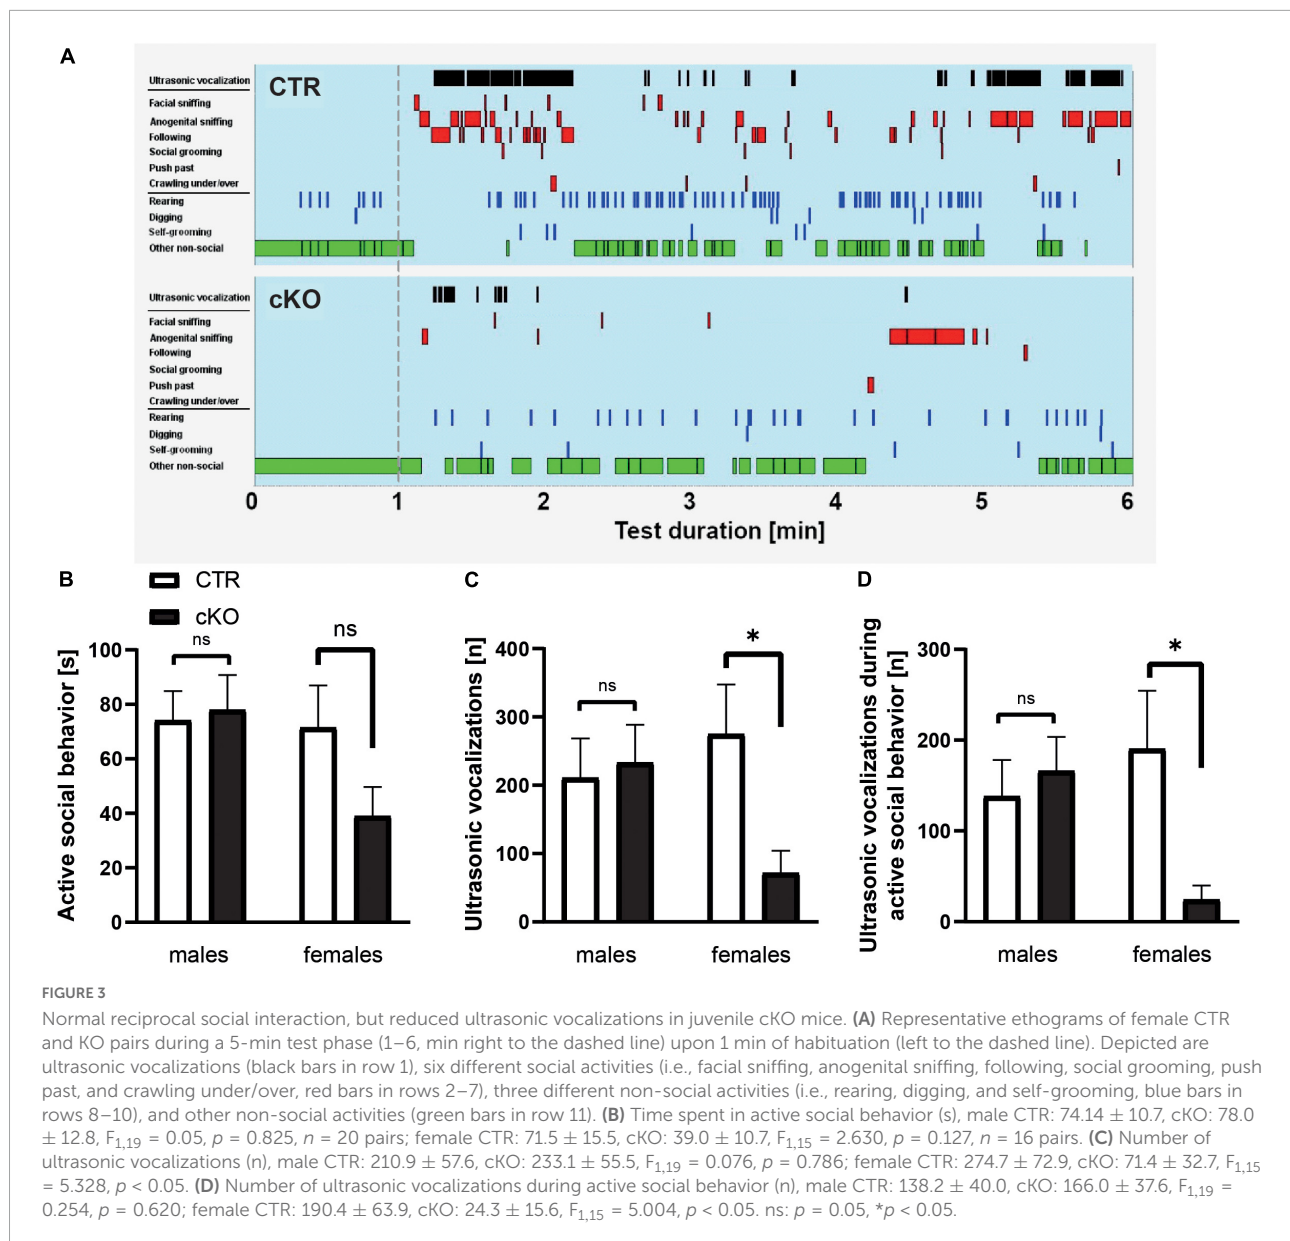 A
CTR
Ultrasonic vocalization
Facial sniffing
Anogenital sniffing
Following
Social grooming
Push past
Crawling under/over
Rearing
Digging
Self-grooming
Other non-social
cKO
Ultrasonic vocalization
Facial sniffing
Anogenital sniffing
Following
Social grooming
Push past
Crawling under/over
Rearing
Digging
Self-grooming
Other non-social
0 1 2 3 4 5 6
Test duration [min]
B
CTR
cKO
Active social behavior [s]
100
80
60
40
20
0
ns
ns
males females
C
Ultrasonic vocalizations [n]
400
300
200
100
0
ns
*
males females
D
Ultrasonic vocalizations during
active social behavior [n]
300
200
100
0
ns
*
males females
FIGURE 3
Normal reciprocal social interaction, but reduced ultrasonic vocalizations in juvenile cKO mice. (A) Representative ethograms of female CTR
and KO pairs during a 5-min test phase (1–6, min right to the dashed line) upon 1 min of habituation (left to the dashed line). Depicted are
ultrasonic vocalizations (black bars in row 1), six different social activities (i.e., facial sniffing, anogenital sniffing, following, social grooming, push
past, and crawling under/over, red bars in rows 2–7), three different non-social activities (i.e., rearing, digging, and self-grooming, blue bars in
rows 8–10), and other non-social activities (green bars in row 11). (B) Time spent in active social behavior (s), male CTR: 74.14 ± 10.7, cKO: 78.0
± 12.8, F1,19 = 0.05, p = 0.825, n = 20 pairs; female CTR: 71.5 ± 15.5, cKO: 39.0 ± 10.7, F1,15 = 2.630, p = 0.127, n = 16 pairs. (C) Number of
ultrasonic vocalizations (n), male CTR: 210.9 ± 57.6, cKO: 233.1 ± 55.5, F1,19 = 0.076, p = 0.786; female CTR: 274.7 ± 72.9, cKO: 71.4 ± 32.7, F1,15
= 5.328, p < 0.05. (D) Number of ultrasonic vocalizations during active social behavior (n), male CTR: 138.2 ± 40.0, cKO: 166.0 ± 37.6, F1,19 =
0.254, p = 0.620; female CTR: 190.4 ± 63.9, cKO: 24.3 ± 15.6, F1,15 = 5.004, p < 0.05. ns: p = 0.05, *p < 0.05.